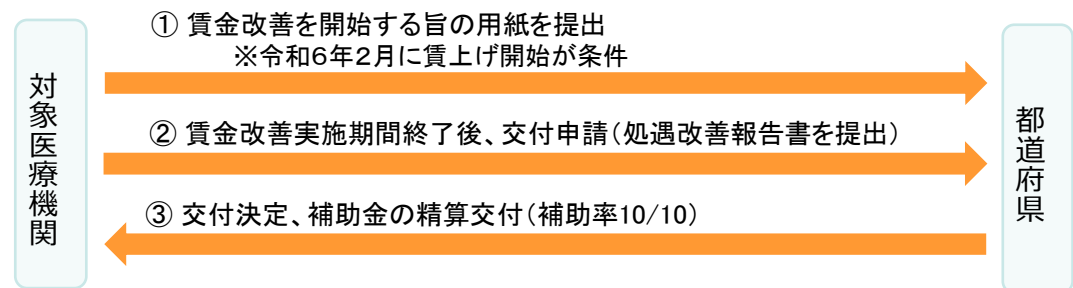 ① 賃金改善を開始する旨の用紙を提出
※令和6年2月に賃上げ開始が条件
対象医療機関
② 賃金改善実施期間終了後、交付申請(処遇改善報告書を提出)
都道府県
③ 交付決定、補助金の精算交付(補助率10/10)